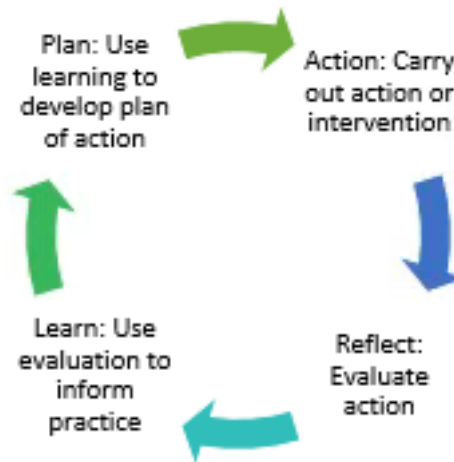 Plan: Use
learning to
develop plan
of action
Action: Carry
out action or
intervention
Reflect:
Evaluate
action
Learn: Use
evaluation to
inform
practice